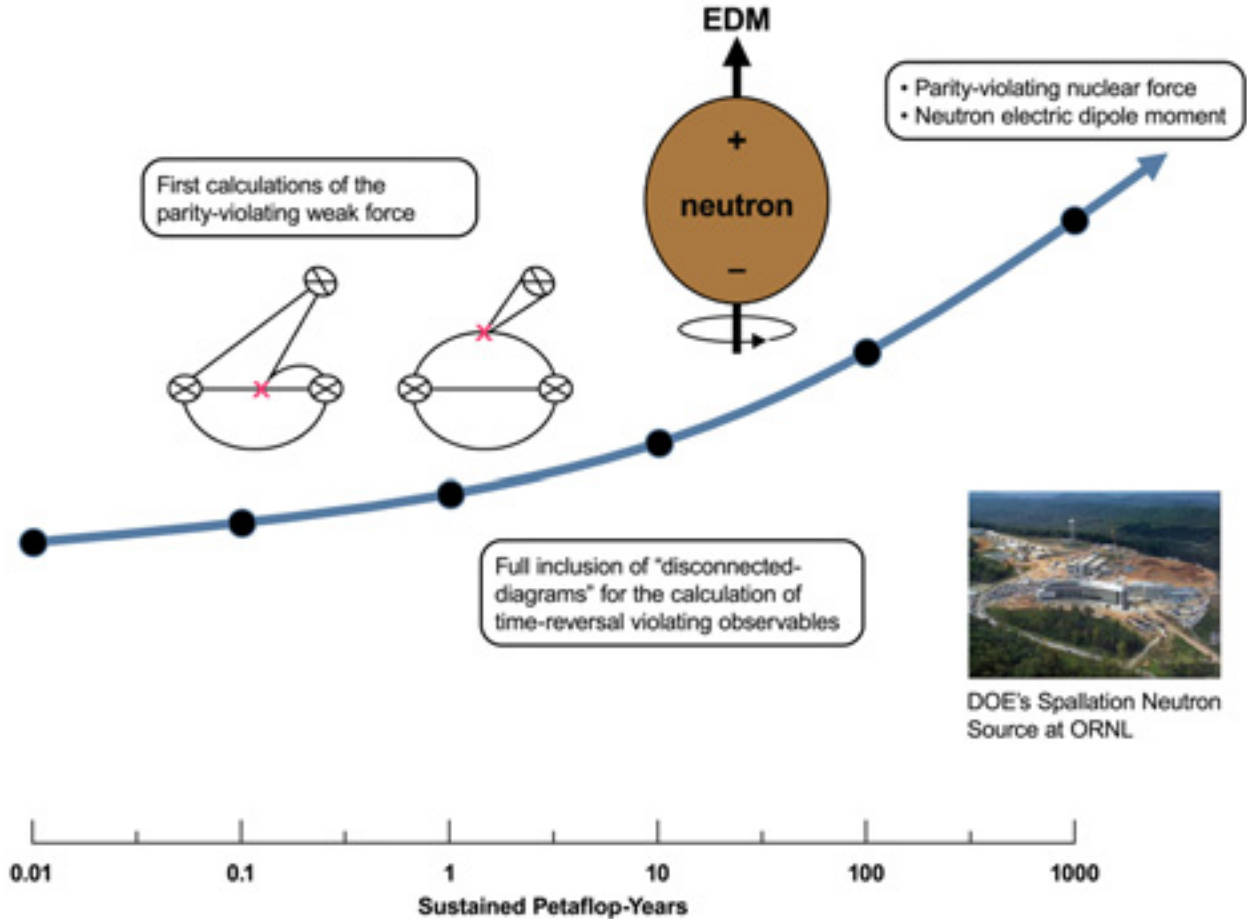 EDM
• Parity-violating nuclear force
• Neutron electric dipole moment
First calculations of the
parity-violating weak force
+
neutron
–
Full inclusion of "disconnected-
diagrams" for the calculation of
time-reversal violating observables
DOE's Spallation Neutron
Source at ORNL
0.01 0.1 1 10 100 1000
Sustained Petaflop-Years